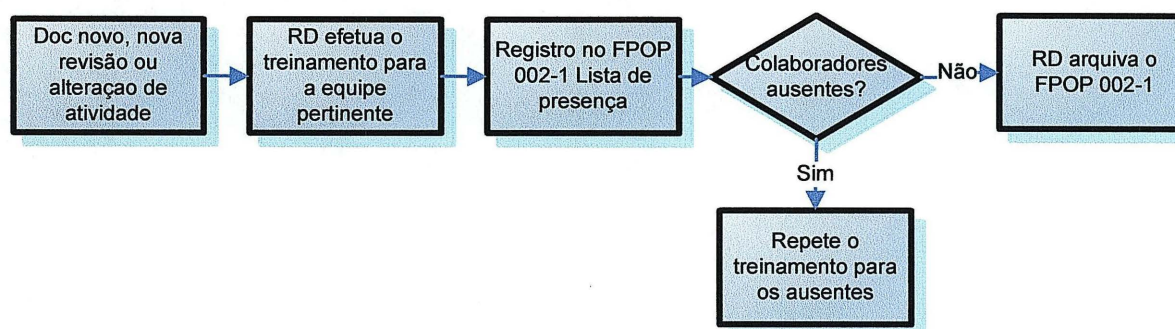 Doc novo, nova
revisão ou
alteraçao de
atividade
RD efetua o
treinamento para
a equipe
pertinente
Registro no FPOP
002-1 Lista de
presença
Colaboradores
ausentes?
Não
RD arquiva o
FPOP 002-1
Sim
Repete o
treinamento para
os ausentes